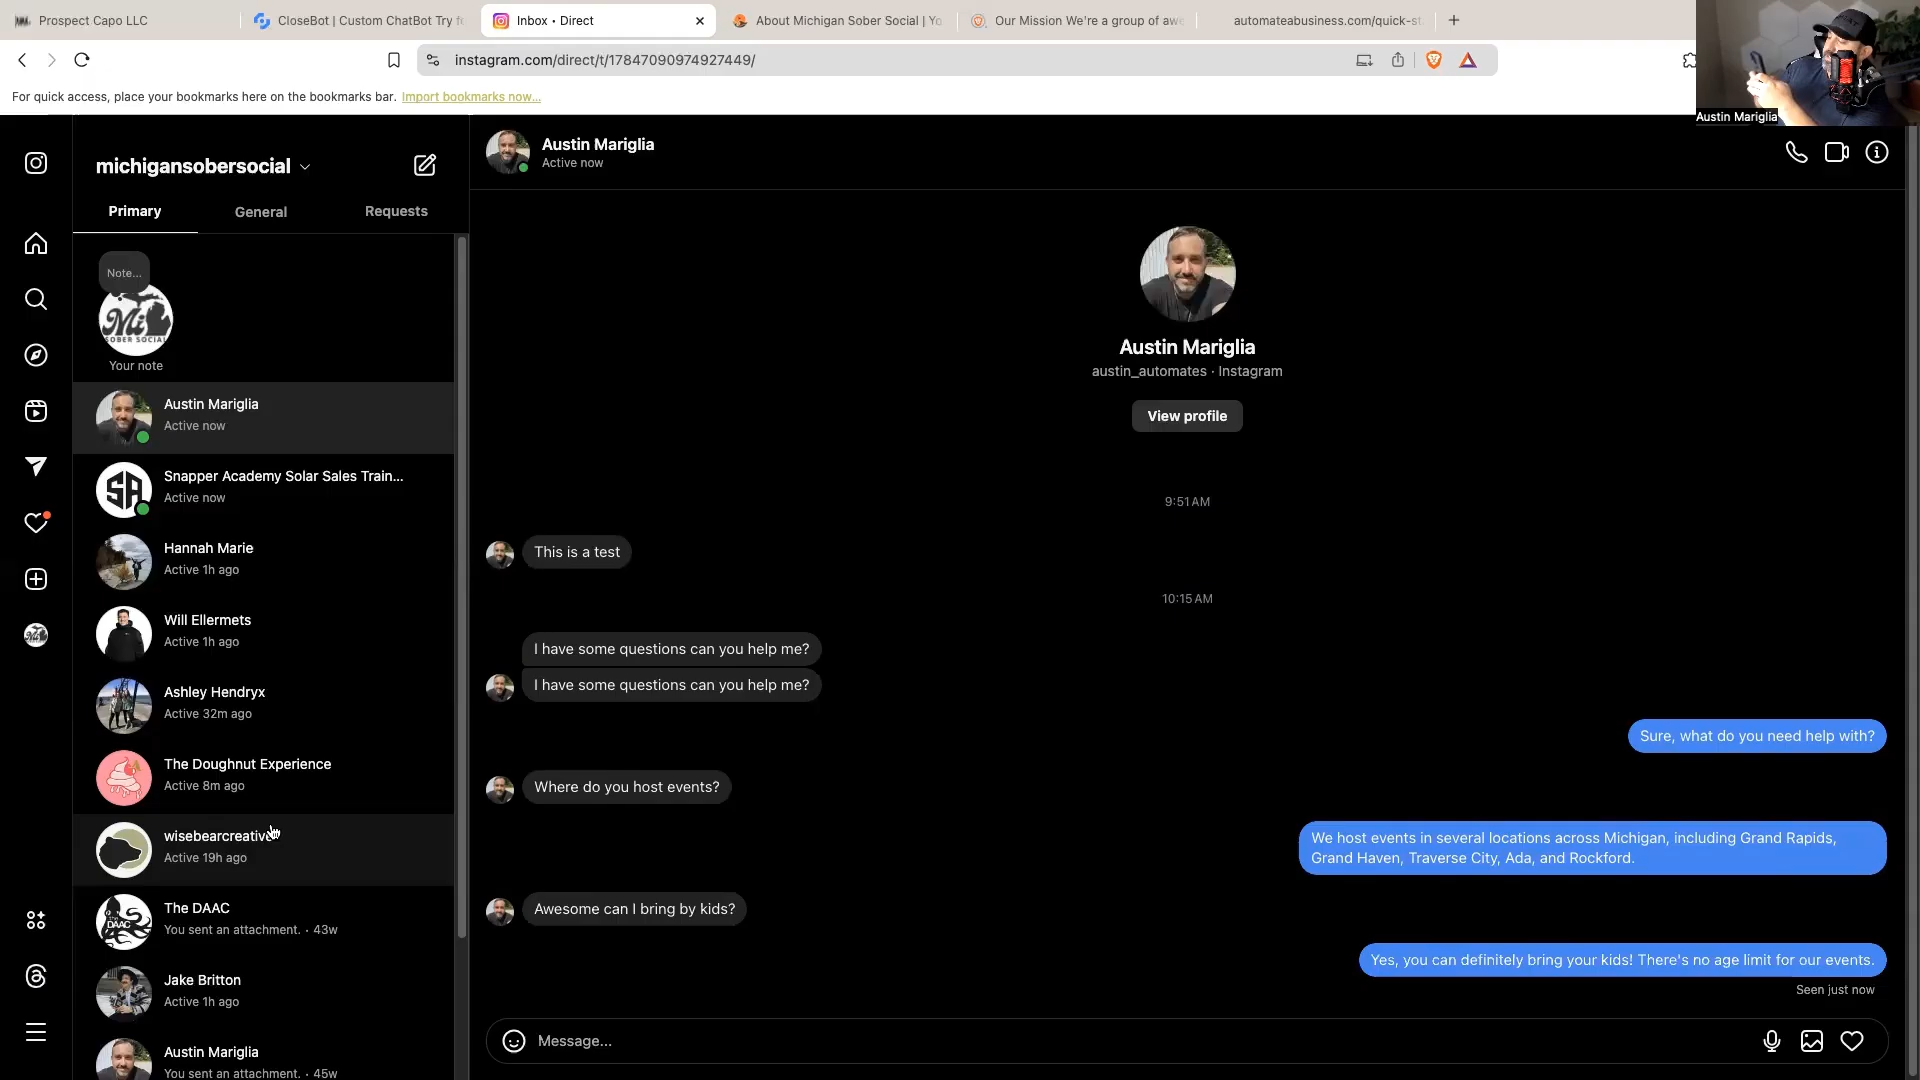 Prospect Capo LLC
CloseBot | Custom ChatBot Try fe
Inbox • Direct
About Michigan Sober Social | Yo
Our Mission We're a group of awe
automateabusiness.com/quick-st
instagram.com/direct/t/17847090974927449/
For quick access, place your bookmarks here on the bookmarks bar. Import bookmarks now...
Austin Mariglia
michigansobersocial
Primary
General
Requests
Note...
Mi
SOBER SOCIAL
Your note
Austin Mariglia
Active now
SA
Snapper Academy Solar Sales Train...
Active now
Hannah Marie
Active 1h ago
Will Ellermets
Active 1h ago
Ashley Hendryx
Active 32m ago
The Doughnut Experience
Active 8m ago
wisebearcreative
Active 19h ago
The DAAC
You sent an attachment. · 43w
Jake Britton
Active 1h ago
Austin Mariglia
You sent an attachment. · 45w
Austin Mariglia
Active now
Austin Mariglia
austin_automates · Instagram
View profile
9:51 AM
This is a test
10:15 AM
I have some questions can you help me?
I have some questions can you help me?
Sure, what do you need help with?
Where do you host events?
We host events in several locations across Michigan, including Grand Rapids,
Grand Haven, Traverse City, Ada, and Rockford.
Awesome can I bring by kids?
Yes, you can definitely bring your kids! There's no age limit for our events.
Seen just now
Message...